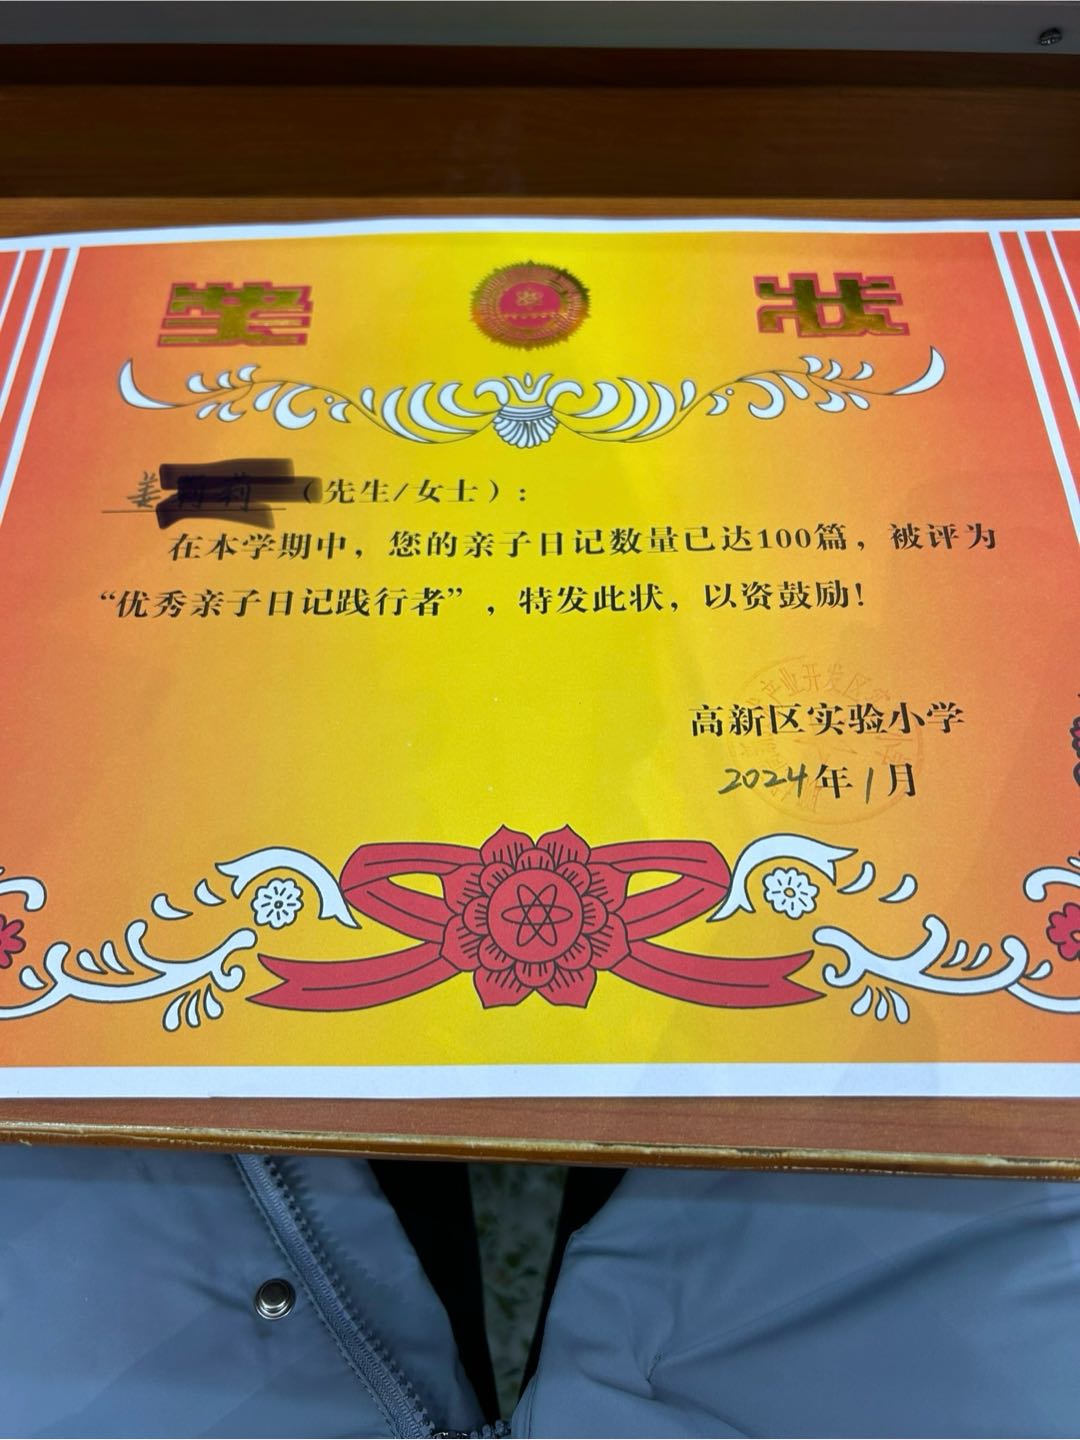 奖状
（先生/女士）：
在本学期中，您的亲子日记数量已达100篇，被评为
“优秀亲子日记践行者”，特发此状，以资鼓励！
高新区实验小学
2024年1月